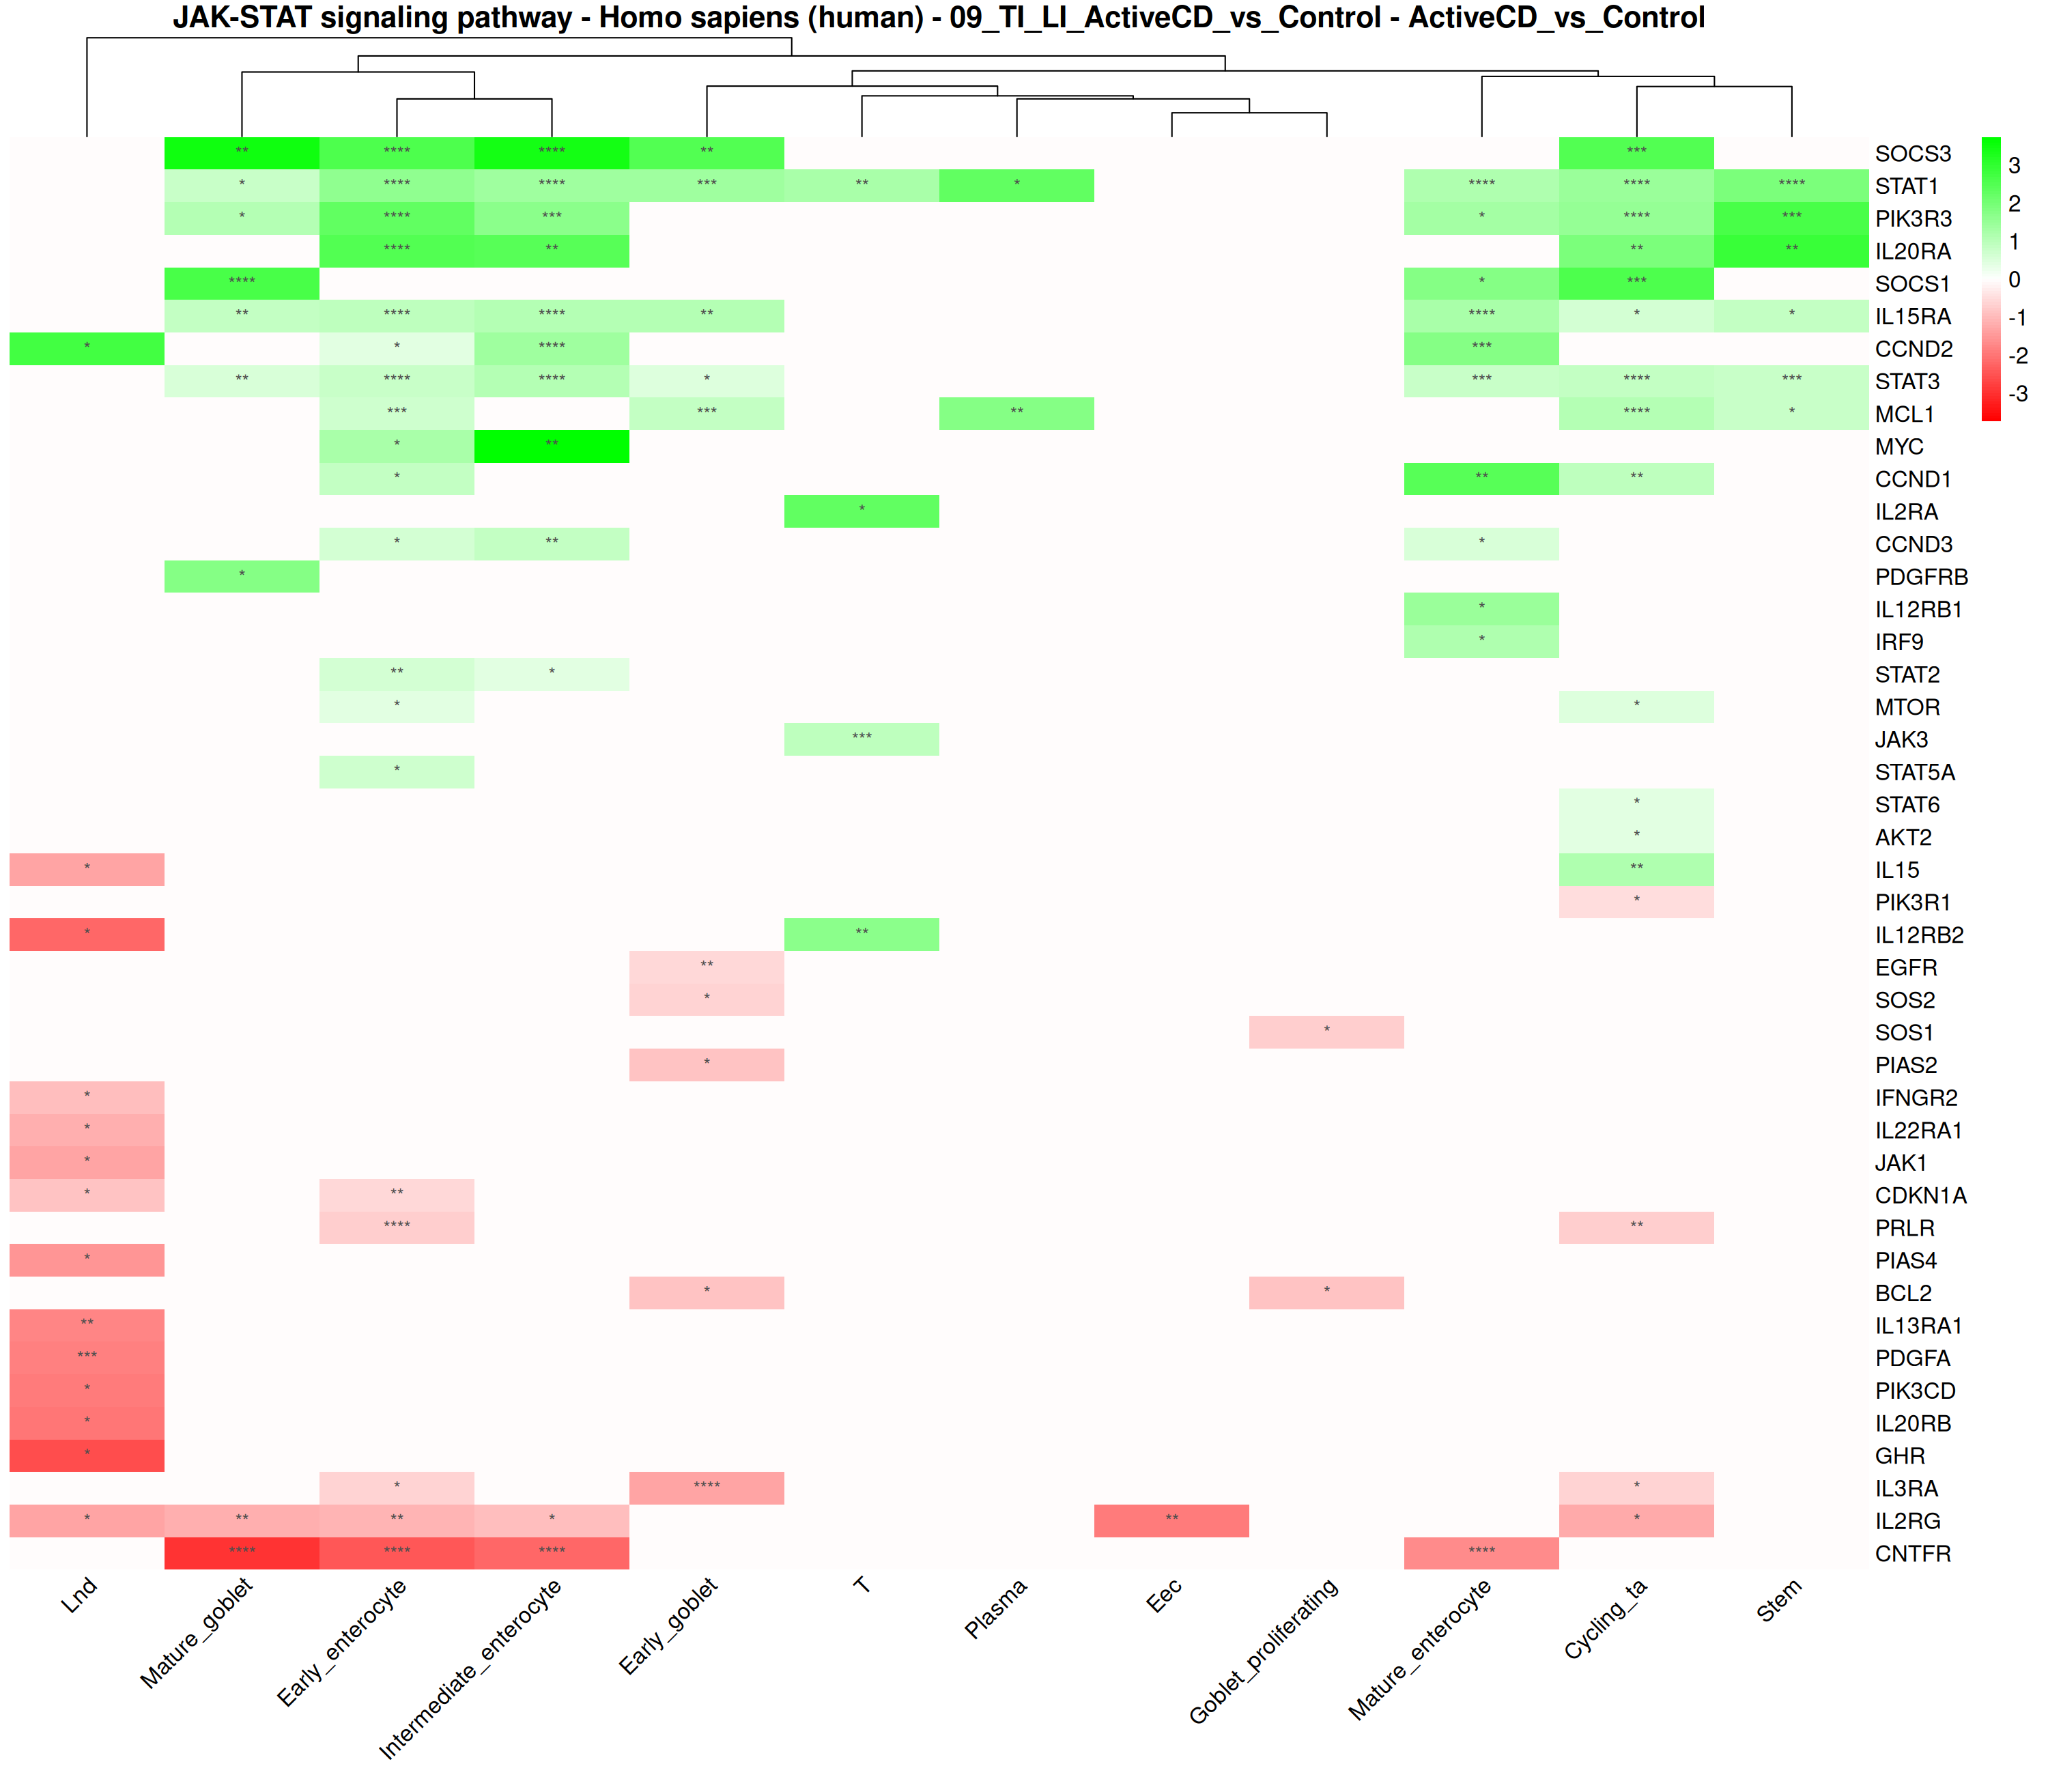 JAK-STAT signaling pathway - Homo sapiens (human) - 09_TI_LI_ActiveCD_vs_Control - ActiveCD_vs_Control
** **** **** ** *** SOCS3
* **** **** *** ** * **** **** **** STAT1
* **** *** * **** *** PIK3R3
**** ** ** ** IL20RA
**** * *** SOCS1
** **** **** ** **** * * IL15RA
* * **** *** CCND2
** **** **** * *** **** *** STAT3
*** *** ** **** * MCL1
* ** MYC
* ** ** CCND1
* IL2RA
* ** * CCND3
* PDGFRB
* IL12RB1
* IRF9
** * STAT2
* * MTOR
*** JAK3
* STAT5A
* STAT6
* AKT2
* ** IL15
* PIK3R1
* ** IL12RB2
** EGFR
* SOS2
* SOS1
* PIAS2
* IFNGR2
* IL22RA1
* JAK1
* ** CDKN1A
**** ** PRLR
* PIAS4
* * BCL2
** IL13RA1
*** PDGFA
* PIK3CD
* IL20RB
* GHR
* **** * IL3RA
* ** ** * ** * IL2RG
**** **** **** **** CNTFR
3
2
1
0
-1
-2
-3
Lnd
Mature_goblet
Early_enterocyte
Intermediate_enterocyte
Early_goblet
T
Plasma
Eec
Goblet_proliferating
Mature_enterocyte
Cycling_ta
Stem